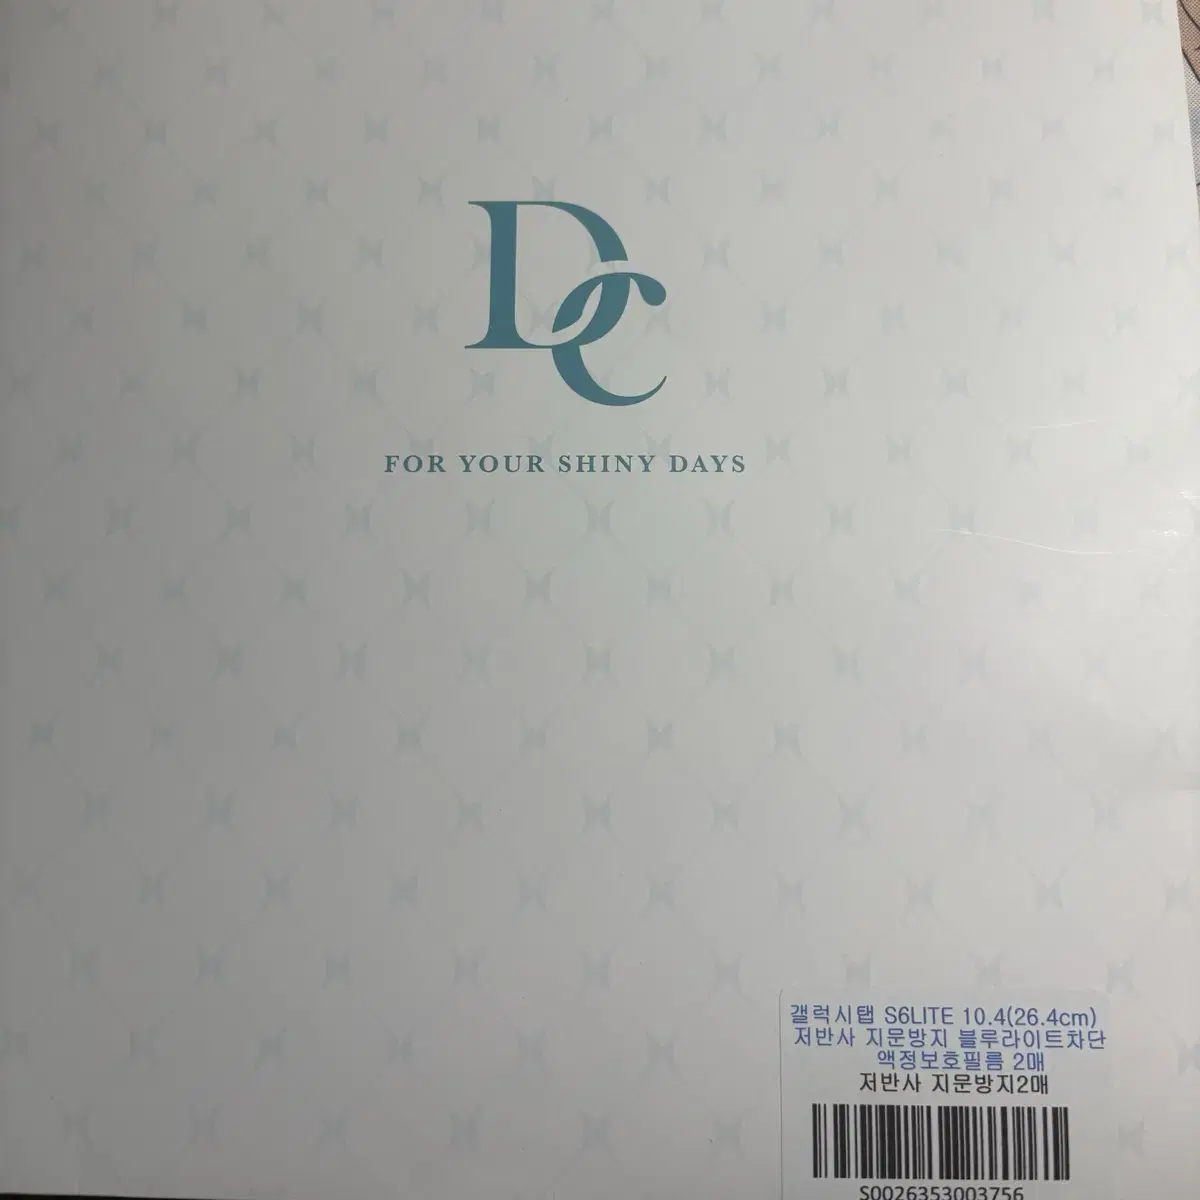 DC
FOR YOUR SHINY DAYS
갤럭시탭 S6LITE 10.4(26.4cm)
저반사 지문방지 블루라이트차단
액정보호필름 2매
저반사 지문방지2매
S0026353003756